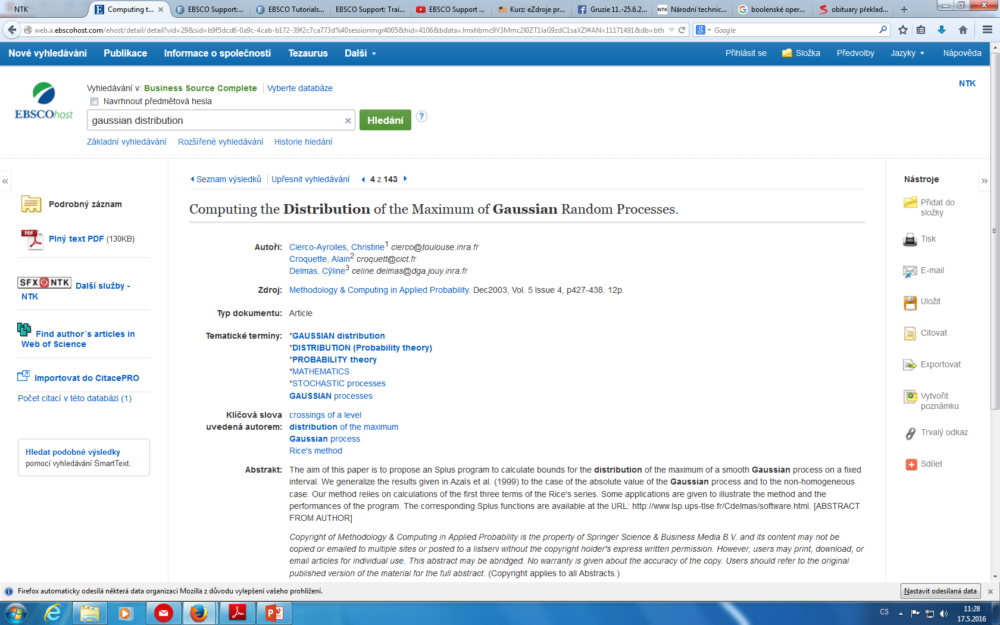 NTK
Computing t...
EBSCO Support:...
EBSCO Tutorials...
EBSCO Support: Trai...
EBSCO Support ...
Kurz: eZdroje pr...
Gruzie 11.-25.6.2...
NTK Národní technic...
boolenské oper...
obituary překlad...
web.a.ebscohost.com/ehost/detail/detail?vid=29&sid=b9f5dcd6-0a9c-4cab-b172-39f2c7ca773d%40sessionmgr4005&hid=4106&bdata=Jmxhbmc9Y3Mmc2l0ZT1laG9zdC1saXZl#AN=11171491&db=bth
Google
Nové vyhledávání Publikace Informace o společnosti Tezaurus Další
Přihlásit se Složka Předvolby Jazyky Nápověda
EBSCOhost
Vyhledávání v: Business Source Complete Vyberte databáze
NTK
Navrhnout předmětová hesla
gaussian distribution
Hledání
?
Základní vyhledávání Rozšířené vyhledávání Historie hledání
«
Podrobný záznam
PDF Plný text PDF (130KB)
SFX NTK Další služby -
NTK
Find author´s articles in
Web of Science
Importovat do CitacePRO
Počet citací v této databázi (1)
Hledat podobné výsledky
pomocí vyhledávání SmartText.
Seznam výsledků Upřesnit vyhledávání 4 z 143
Computing the Distribution of the Maximum of Gaussian Random Processes.
Autoři: Cierco-Ayrolles, Christine1 cierco@toulouse.inra.fr
Croquette, Alain2 croquett@cict.fr
Delmas, Cȳline3 celine.delmas@dga.jouy.inra.fr
Zdroj: Methodology & Computing in Applied Probability. Dec2003, Vol. 5 Issue 4, p427-438. 12p.
Typ dokumentu: Article
Tematické termíny: *GAUSSIAN distribution
*DISTRIBUTION (Probability theory)
*PROBABILITY theory
*MATHEMATICS
*STOCHASTIC processes
GAUSSIAN processes
Klíčová slova crossings of a level
uvedená autorem: distribution of the maximum
Gaussian process
Rice's method
Abstrakt: The aim of this paper is to propose an Splus program to calculate bounds for the distribution of the maximum of a smooth Gaussian process on a fixed
interval. We generalize the results given in Azaïs et al. (1999) to the case of the absolute value of the Gaussian process and to the non-homogeneous
case. Our method relies on calculations of the first three terms of the Rice's series. Some applications are given to illustrate the method and the
performances of the program. The corresponding Splus functions are available at the URL: http://www.lsp.ups-tlse.fr/Cdelmas/software.html. [ABSTRACT
FROM AUTHOR]
Copyright of Methodology & Computing in Applied Probability is the property of Springer Science & Business Media B.V. and its content may not be
copied or emailed to multiple sites or posted to a listserv without the copyright holder's express written permission. However, users may print, download, or
email articles for individual use. This abstract may be abridged. No warranty is given about the accuracy of the copy. Users should refer to the original
published version of the material for the full abstract. (Copyright applies to all Abstracts.)
Nástroje
»
Přidat do
složky
Tisk
E-mail
Uložit
Citovat
Exportovat
Vytvořit
poznámku
Trvalý odkaz
Sdílet
Firefox automaticky odesílá některá data organizaci Mozilla z důvodu vylepšení vašeho prohlížení.
Nastavit odesílaná data
CS
11:28
17.5.2016